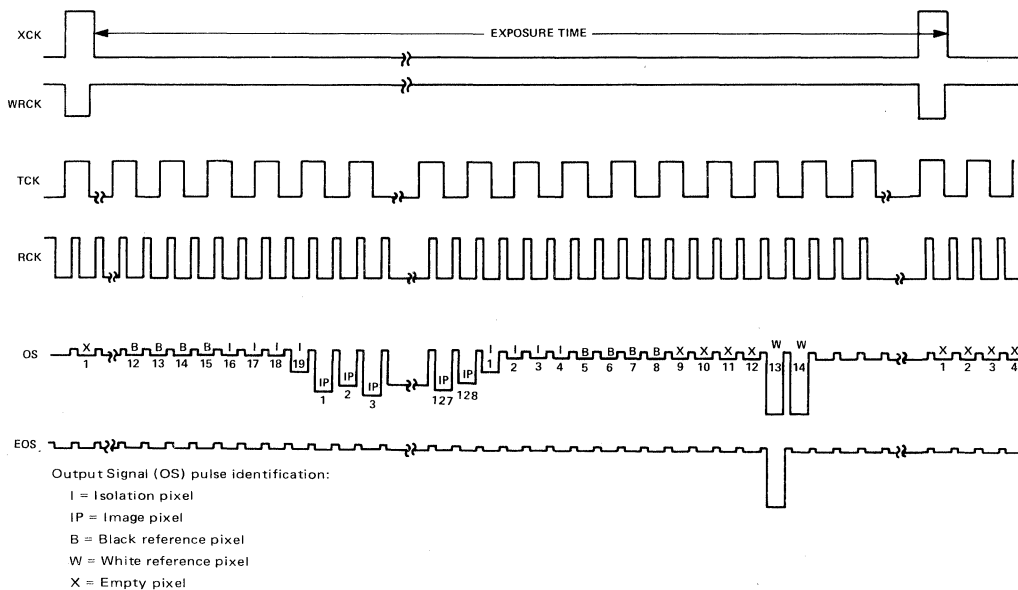 XCK
EXPOSURE TIME
WRCK
TCK
RCK
OS
X B B B B I I I I
1 12 13 14 15 16 17 18 19
IP IP IP
1 2 3
IP IP
127 128
I I I I B B B B X X X X W W
1 2 3 4 5 6 7 8 9 10 11 12 13 14
X X X X
1 2 3 4
EOS
Output Signal (OS) pulse identification:
I = Isolation pixel
IP = Image pixel
B = Black reference pixel
W = White reference pixel
X = Empty pixel